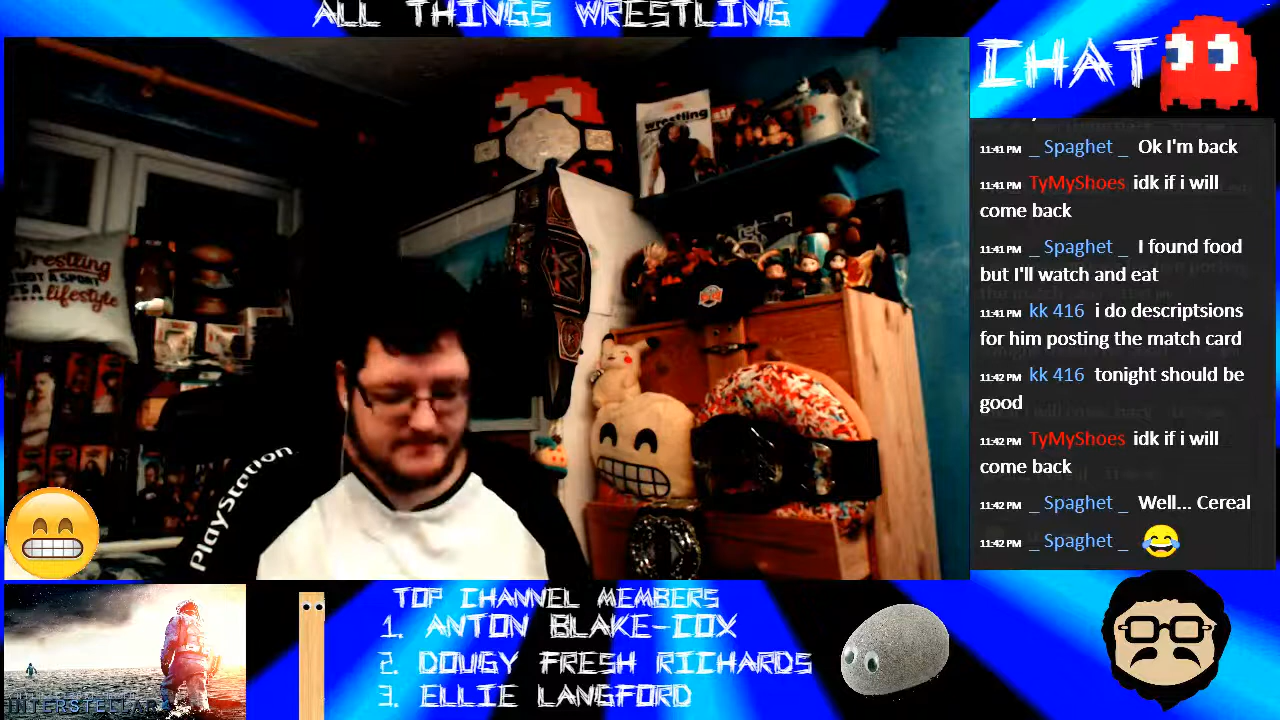 ALL THINGS WRESTLING
CHAT
11:41 PM _ Spaghet _ Ok I'm back
11:41 PM TyMyShoes idk if i will
come back
11:41 PM _ Spaghet _ I found food
but I'll watch and eat
11:41 PM kk 416 i do descriptsions
for him posting the match card
11:42 PM kk 416 tonight should be
good
11:42 PM TyMyShoes idk if i will
come back
11:42 PM _ Spaghet _ Well... Cereal
11:42 PM _ Spaghet _ 😂
wrestling
Wrestling
lifestyle
W
PlayStation
INTERSTELLAR
TOP CHANNEL MEMBERS
1. ANTON BLAKE-COX
2. DOUGY FRESH RICHARDS
3. ELLIE LANGFORD